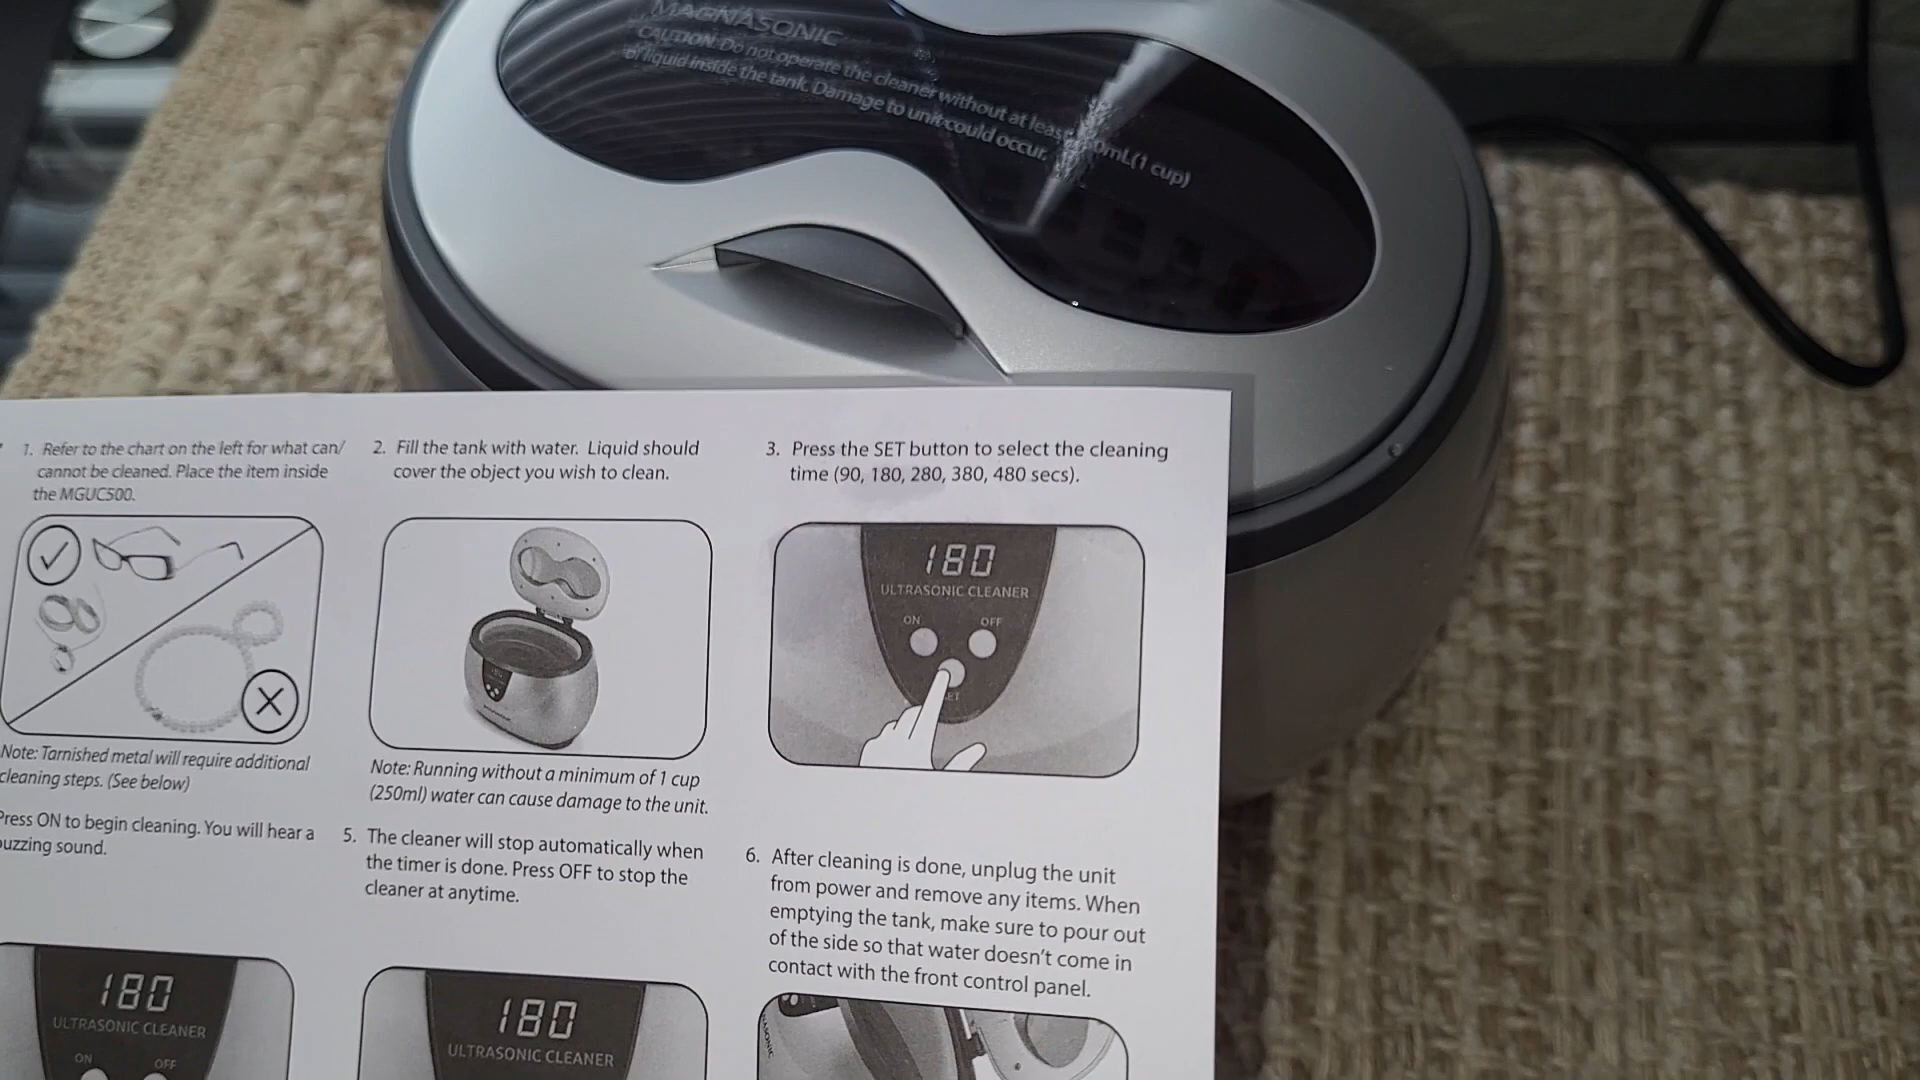 MAGNASONIC
CAUTION: Do not operate the cleaner without at least
of liquid inside the tank. Damage to unit could occur. (1 cup)
1. Refer to the chart on the left for what can/
cannot be cleaned. Place the item inside
the MGUC500.
Note: Tarnished metal will require additional
cleaning steps. (See below)
2. Fill the tank with water. Liquid should
cover the object you wish to clean.
Note: Running without a minimum of 1 cup
(250ml) water can cause damage to the unit.
3. Press the SET button to select the cleaning
time (90, 180, 280, 380, 480 secs).
180
ULTRASONIC CLEANER
ON OFF
Press ON to begin cleaning. You will hear a
buzzing sound.
180
ULTRASONIC CLEANER
ON OFF
5. The cleaner will stop automatically when
the timer is done. Press OFF to stop the
cleaner at anytime.
180
ULTRASONIC CLEANER
6. After cleaning is done, unplug the unit
from power and remove any items. When
emptying the tank, make sure to pour out
of the side so that water doesn't come in
contact with the front control panel.